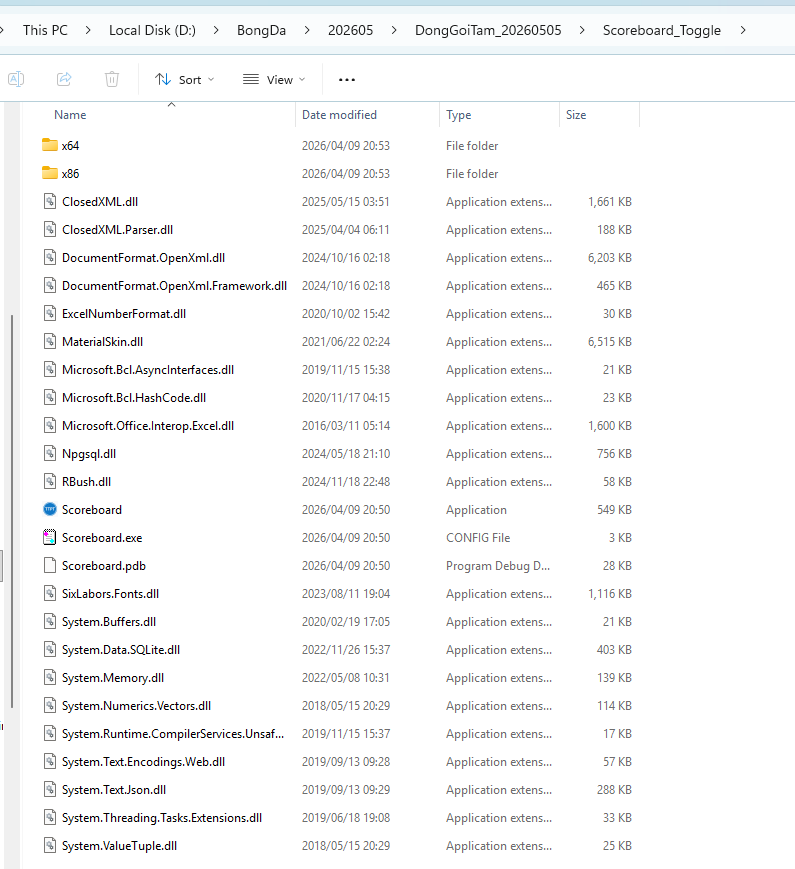 This PC > Local Disk (D:) > BongDa > 202605 > DongGoiTam_20260505 > Scoreboard_Toggle >
Sort View ...
Name Date modified Type Size
x64 2026/04/09 20:53 File folder
x86 2026/04/09 20:53 File folder
ClosedXML.dll 2025/05/15 03:51 Application extens... 1,661 KB
ClosedXML.Parser.dll 2025/04/04 06:11 Application extens... 188 KB
DocumentFormat.OpenXml.dll 2024/10/16 02:18 Application extens... 6,203 KB
DocumentFormat.OpenXml.Framework.dll 2024/10/16 02:18 Application extens... 465 KB
ExcelNumberFormat.dll 2020/10/02 15:42 Application extens... 30 KB
MaterialSkin.dll 2021/06/22 02:24 Application extens... 6,515 KB
Microsoft.Bcl.AsyncInterfaces.dll 2019/11/15 15:38 Application extens... 21 KB
Microsoft.Bcl.HashCode.dll 2020/11/17 04:15 Application extens... 23 KB
Microsoft.Office.Interop.Excel.dll 2016/03/11 05:14 Application extens... 1,600 KB
Npgsql.dll 2024/05/18 21:10 Application extens... 756 KB
RBush.dll 2024/11/18 22:48 Application extens... 58 KB
Scoreboard 2026/04/09 20:50 Application 549 KB
Scoreboard.exe 2026/04/09 20:50 CONFIG File 3 KB
Scoreboard.pdb 2026/04/09 20:50 Program Debug D... 28 KB
SixLabors.Fonts.dll 2023/08/11 19:04 Application extens... 1,116 KB
System.Buffers.dll 2020/02/19 17:05 Application extens... 21 KB
System.Data.SQLite.dll 2022/11/26 15:37 Application extens... 403 KB
System.Memory.dll 2022/05/08 10:31 Application extens... 139 KB
System.Numerics.Vectors.dll 2018/05/15 20:29 Application extens... 114 KB
System.Runtime.CompilerServices.Unsaf... 2019/11/15 15:37 Application extens... 17 KB
System.Text.Encodings.Web.dll 2019/09/13 09:28 Application extens... 57 KB
System.Text.Json.dll 2019/09/13 09:29 Application extens... 288 KB
System.Threading.Tasks.Extensions.dll 2019/06/18 19:08 Application extens... 33 KB
System.ValueTuple.dll 2018/05/15 20:29 Application extens... 25 KB